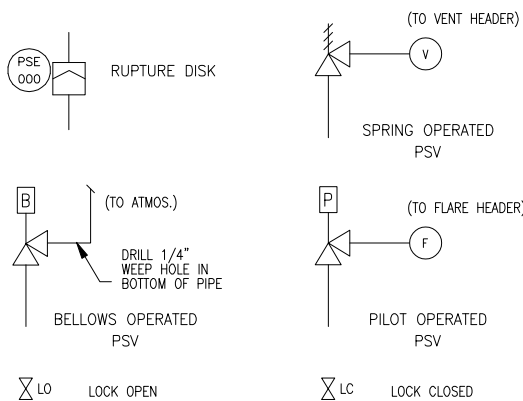 PSE
000
RUPTURE DISK
(TO VENT HEADER)
V
SPRING OPERATED
PSV
B
(TO ATMOS.)
DRILL 1/4"
WEEP HOLE IN
BOTTOM OF PIPE
BELLOWS OPERATED
PSV
P
(TO FLARE HEADER)
F
PILOT OPERATED
PSV
LO LOCK OPEN
LC LOCK CLOSED